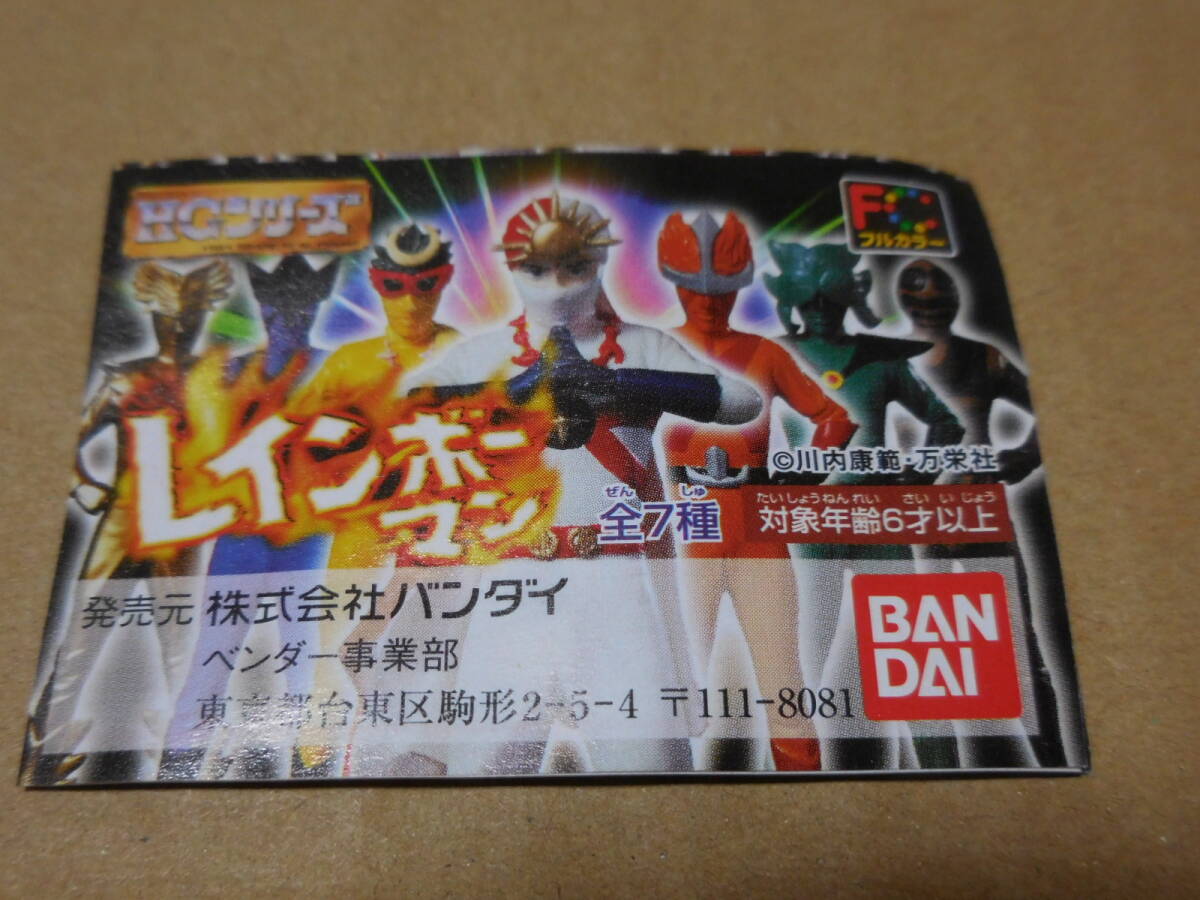 HGシリーズ
FC
フルカラー
レインボー
マン
©川内康範・万栄社
ぜん しゅ
全7種
たいしょうねんれい さいいじょう
対象年齢6才以上
発売元 株式会社バンダイ
ベンダー事業部
東京都台東区駒形2-5-4 〒111-8081
BAN
DAI